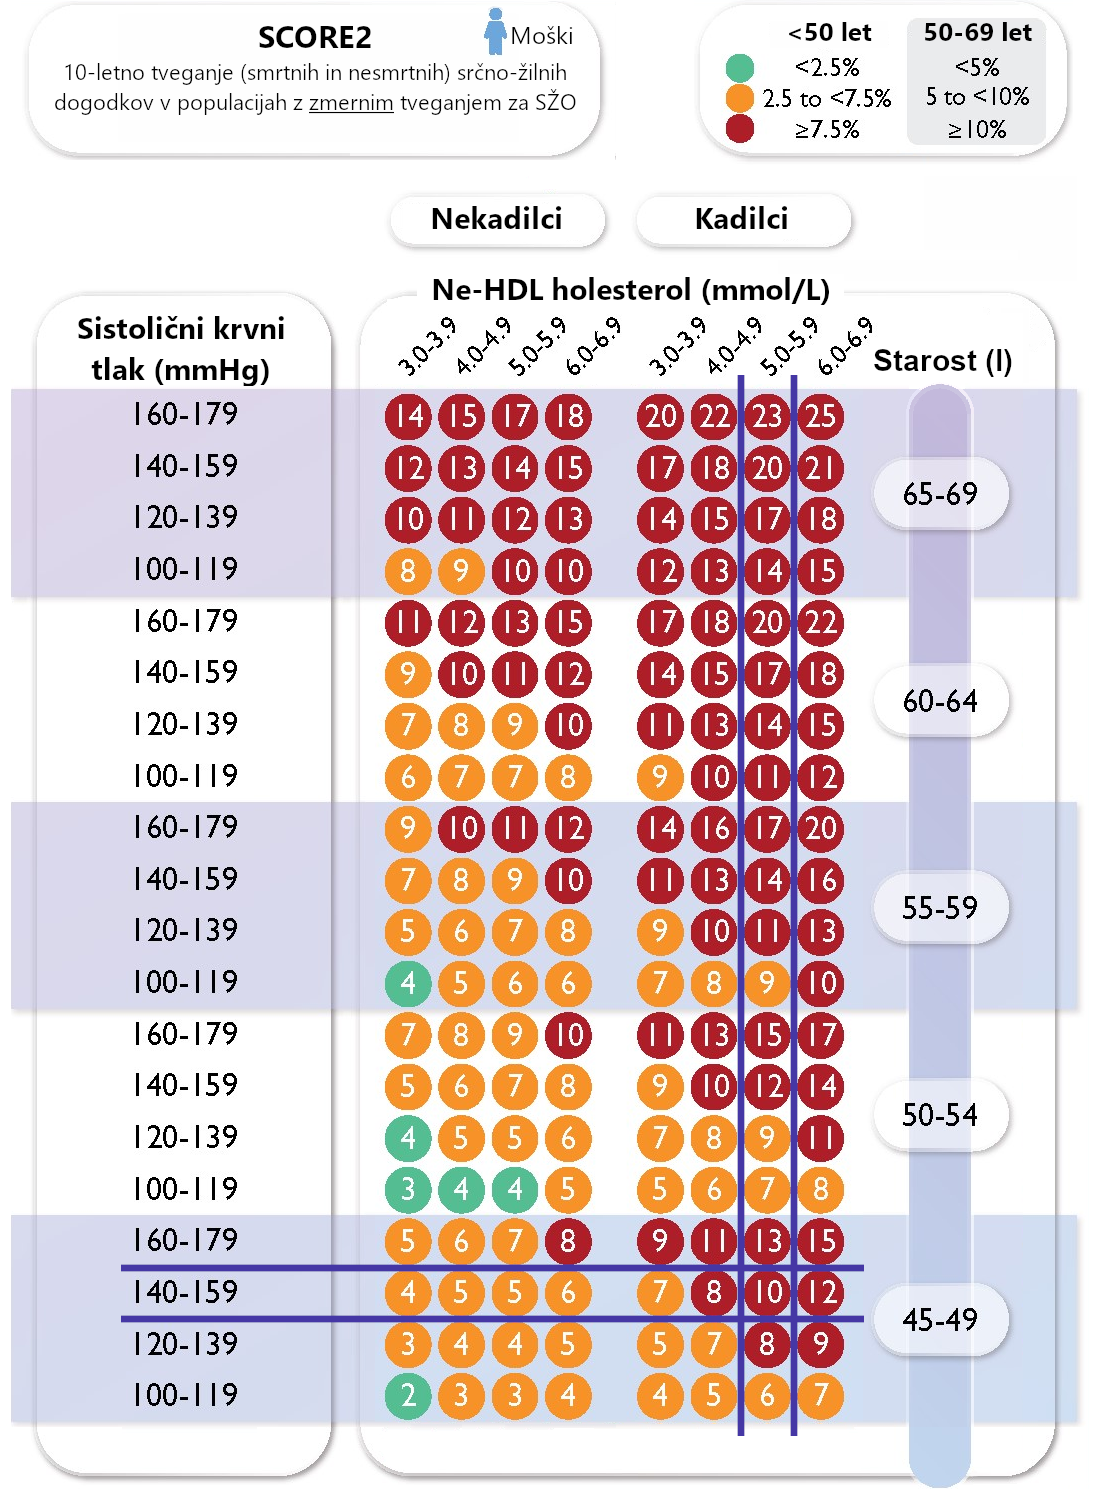 SCORE2
Moški
10-letno tveganje (smrtnih in nesmrtnih) srčno-žilnih
dogodkov v populacijah z zmernim tveganjem za SŽO
<50 let 50-69 let
<2.5% <5%
2.5 to <7.5% 5 to <10%
≥7.5% ≥10%
Nekadilci Kadilci
Ne-HDL holesterol (mmol/L)
Sistolični krvni
tlak (mmHg)
3.0-3.9 4.0-4.9 5.0-5.9 6.0-6.9 3.0-3.9 4.0-4.9 5.0-5.9 6.0-6.9
Starost (l)
160-179 14 15 17 18 20 22 23 25
140-159 12 13 14 15 17 18 20 21
65-69
120-139 10 11 12 13 14 15 17 18
100-119 8 9 10 10 12 13 14 15
160-179 11 12 13 15 17 18 20 22
140-159 9 10 11 12 14 15 17 18
60-64
120-139 7 8 9 10 11 13 14 15
100-119 6 7 7 8 9 10 11 12
160-179 9 10 11 12 14 16 17 20
140-159 7 8 9 10 11 13 14 16
55-59
120-139 5 6 7 8 9 10 11 13
100-119 4 5 6 6 7 8 9 10
160-179 7 8 9 10 11 13 15 17
140-159 5 6 7 8 9 10 12 14
50-54
120-139 4 5 5 6 7 8 9 11
100-119 3 4 4 5 5 6 7 8
160-179 5 6 7 8 9 11 13 15
140-159 4 5 5 6 7 8 10 12
45-49
120-139 3 4 4 5 5 7 8 9
100-119 2 3 3 4 4 5 6 7